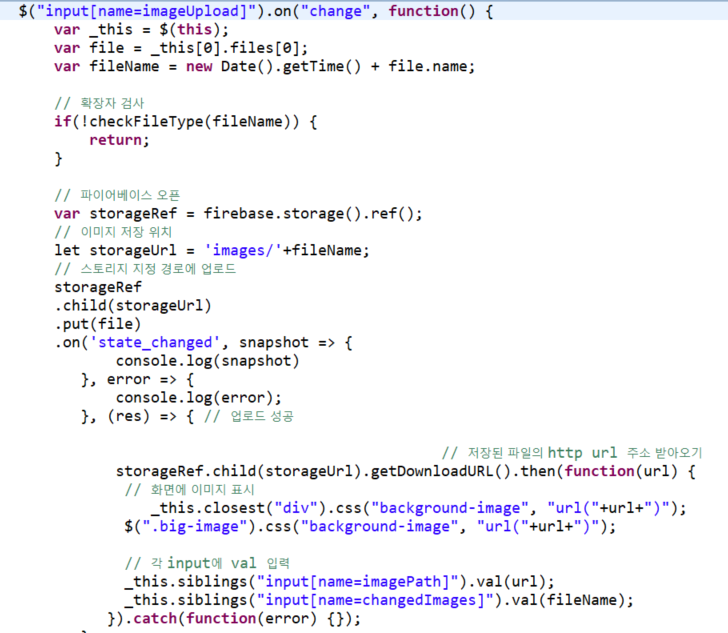 $("input[name=imageUpload]").on("change", function() {
    var _this = $(this);
    var file = _this[0].files[0];
    var fileName = new Date().getTime() + file.name;

    // 확장자 검사
    if(!checkFileType(fileName)) {
        return;
    }

    // 파이어베이스 오픈
    var storageRef = firebase.storage().ref();
    // 이미지 저장 위치
    let storageUrl = 'images/'+fileName;
    // 스토리지 지정 경로에 업로드
    storageRef
    .child(storageUrl)
    .put(file)
    .on('state_changed', snapshot => {
           console.log(snapshot)
       }, error => {
           console.log(error);
       }, (res) => { // 업로드 성공

                                                // 저장된 파일의 http url 주소 받아오기
           storageRef.child(storageUrl).getDownloadURL().then(function(url) {
            // 화면에 이미지 표시
               _this.closest("div").css("background-image", "url("+url+")");
            $(".big-image").css("background-image", "url("+url+")");

            // 각 input에 val 입력
            _this.siblings("input[name=imagePath]").val(url);
            _this.siblings("input[name=changedImages]").val(fileName);
          }).catch(function(error) {});